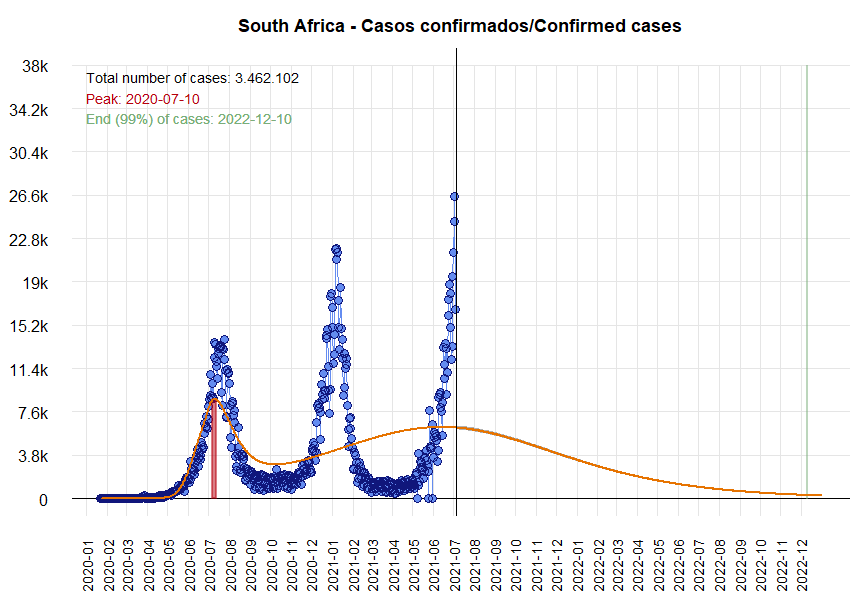 South Africa - Casos confirmados/Confirmed cases
Total number of cases: 3.462.102
Peak: 2020-07-10
End (99%) of cases: 2022-12-10
38k
34.2k
30.4k
26.6k
22.8k
19k
15.2k
11.4k
7.6k
3.8k
0
2020-01
2020-02
2020-03
2020-04
2020-05
2020-06
2020-07
2020-08
2020-09
2020-10
2020-11
2020-12
2021-01
2021-02
2021-03
2021-04
2021-05
2021-06
2021-07
2021-08
2021-09
2021-10
2021-11
2021-12
2022-01
2022-02
2022-03
2022-04
2022-05
2022-06
2022-07
2022-08
2022-09
2022-10
2022-11
2022-12